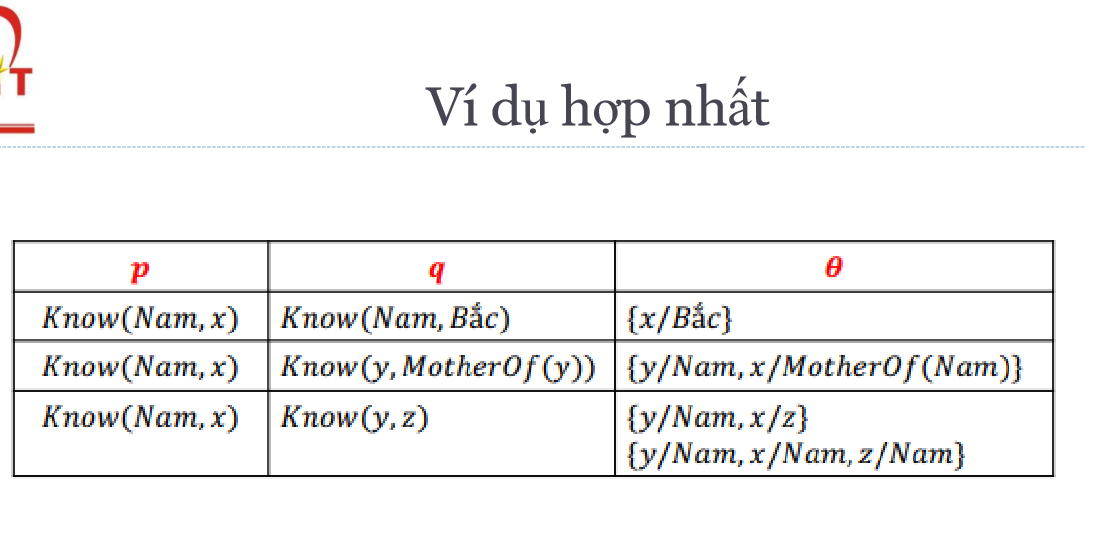 T
Ví dụ hợp nhất
p q θ
Know(Nam, x) Know(Nam, Bắc) {x/Bắc}
Know(Nam, x) Know(y, MotherOf(y)) {y/Nam, x/MotherOf(Nam)}
Know(Nam, x) Know(y, z) {y/Nam, x/z}
{y/Nam, x/Nam, z/Nam}